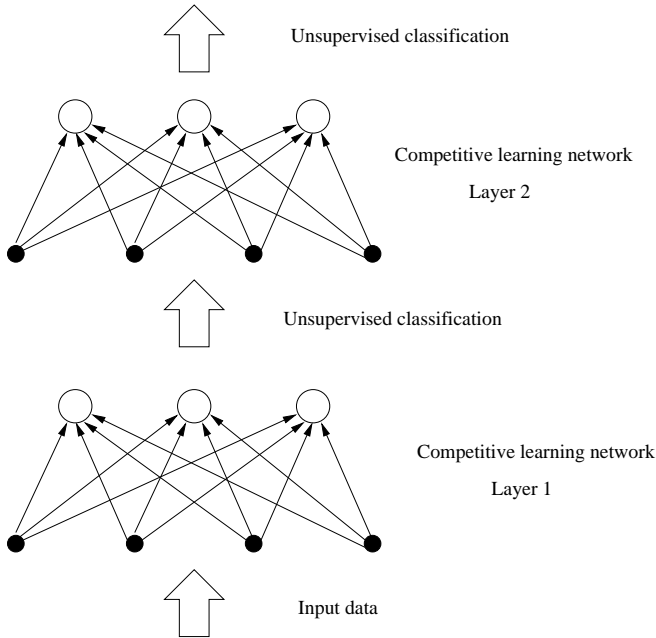 Unsupervised classification
Competitive learning network
Layer 2
Unsupervised classification
Competitive learning network
Layer 1
Input data